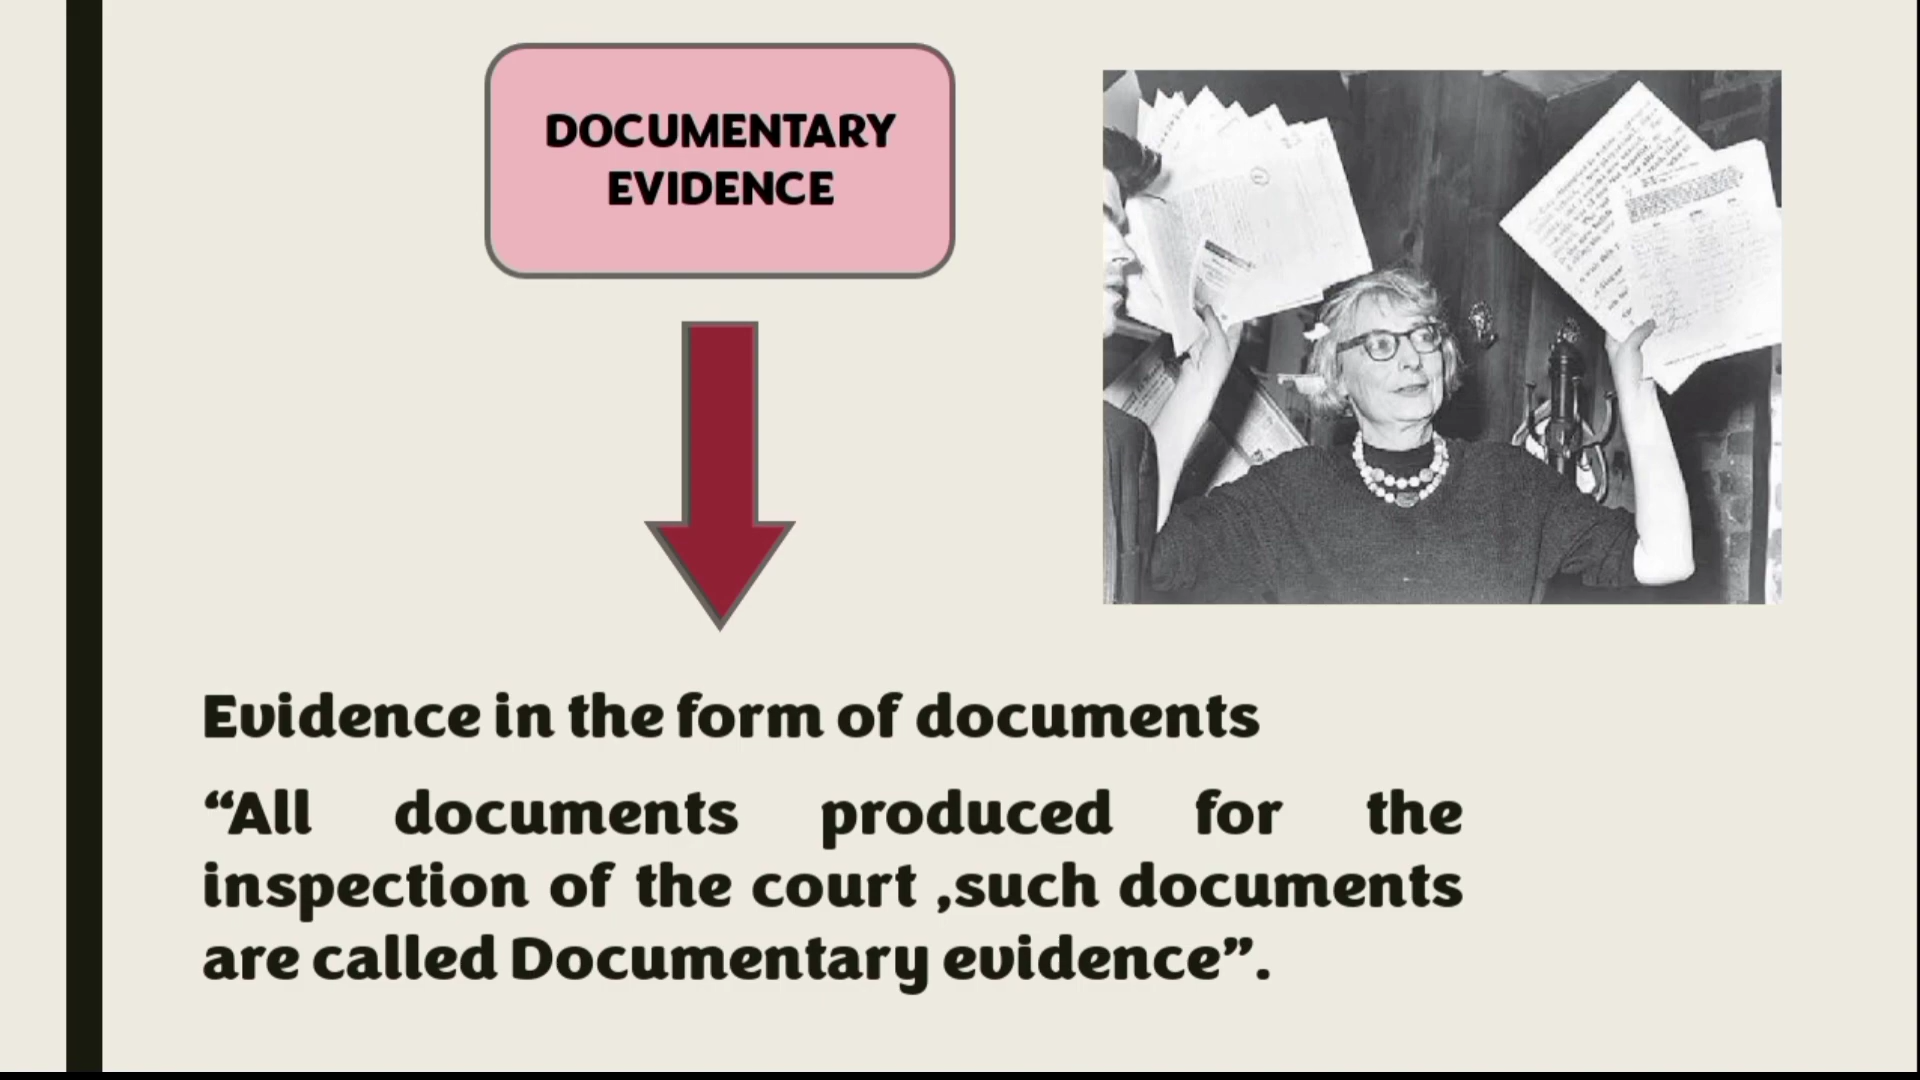 DOCUMENTARY
EVIDENCE
Evidence in the form of documents
“All documents produced for the
inspection of the court ,such documents
are called Documentary evidence”.